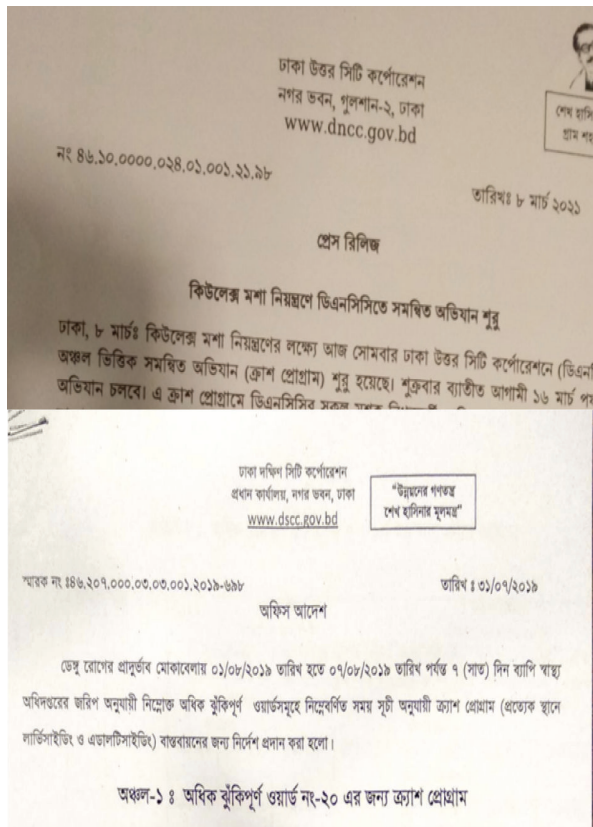 ঢাকা উত্তর সিটি কর্পোরেশন
নগর ভবন, গুলশান-২, ঢাকা
www.dncc.gov.bd
শেখ হাসি
গ্রাম শহ
নং ৪৬.১০.০০০০.০২৪.০১.০০১.২১.৯৮
তারিখঃ ৮ মার্চ ২০২১
প্রেস রিলিজ
কিউলেক্স মশা নিয়ন্ত্রণে ডিএনসিসিতে সমন্বিত অভিযান শুরু
ঢাকা, ৮ মার্চঃ কিউলেক্স মশা নিয়ন্ত্রণের লক্ষ্যে আজ সোমবার ঢাকা উত্তর সিটি কর্পোরেশনে (ডিএন
অঞ্চল ভিত্তিক সমন্বিত অভিযান (ক্রাশ প্রোগ্রাম) শুরু হয়েছে। শুক্রবার ব্যতীত আগামী ১৬ মার্চ পর্য
অভিযান চলবে। এ ক্রাশ প্রোগ্রামে ডিএনসিসির সকল মশক
ঢাকা দক্ষিণ সিটি কর্পোরেশন
প্রধান কার্যালয়, নগর ভবন, ঢাকা
www.dscc.gov.bd
"উন্নয়নের গণতন্ত্র
শেখ হাসিনার মূলমন্ত্র"
স্মারক নং ঃ৪৬.২০৭.০০০.০৩.০৩.০০১.২০১৯-৬৯৮
তারিখ ঃ ৩১/০৭/২০১৯
অফিস আদেশ
ডেঙ্গু রোগের প্রাদুর্ভাব মোকাবেলায় ০১/০৮/২০১৯ তারিখ হতে ০৭/০৮/২০১৯ তারিখ পর্যন্ত ৭ (সাত) দিন ব্যাপি স্বাস্থ্য
অধিদপ্তরের জরিপ অনুযায়ী নিম্নোক্ত অধিক ঝুঁকিপূর্ণ ওয়ার্ডসমূহে নিম্নেবর্ণিত সময় সূচী অনুযায়ী ক্র্যাশ প্রোগ্রাম (প্রত্যেক স্থানে
লার্ভিসাইডিং ও এডালটিসাইডিং) বাস্তবায়নের জন্য নির্দেশ প্রদান করা হলো।
অঞ্চল-১ ঃ অধিক ঝুঁকিপূর্ণ ওয়ার্ড নং-২০ এর জন্য ক্র্যাশ প্রোগ্রাম